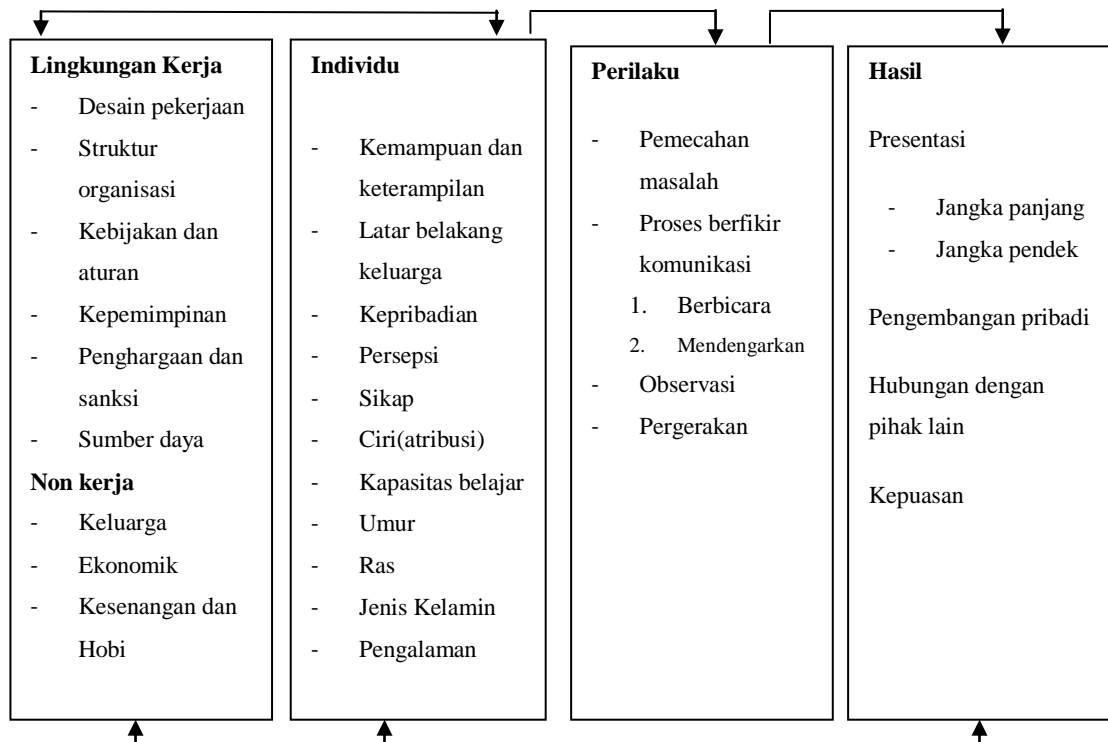 Lingkungan Kerja
- Desain pekerjaan
- Struktur
organisasi
- Kebijakan dan
aturan
- Kepemimpinan
- Penghargaan dan
sanksi
- Sumber daya
Non kerja
- Keluarga
- Ekonomik
- Kesenangan dan
Hobi
Individu
- Kemampuan dan
keterampilan
- Latar belakang
keluarga
- Kepribadian
- Persepsi
- Sikap
- Ciri(atribusi)
- Kapasitas belajar
- Umur
- Ras
- Jenis Kelamin
- Pengalaman
Perilaku
- Pemecahan
masalah
- Proses berfikir
komunikasi
1. Berbicara
2. Mendengarkan
- Observasi
- Pergerakan
Hasil
Presentasi
- Jangka panjang
- Jangka pendek
Pengembangan pribadi
Hubungan dengan
pihak lain
Kepuasan